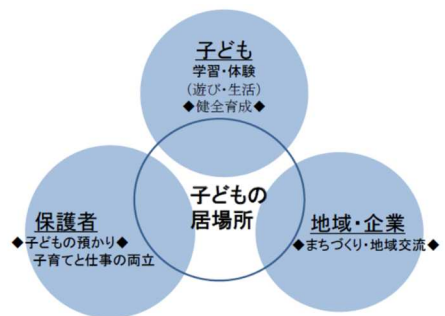 子ども
学習・体験
（遊び・生活）
◆健全育成◆
子どもの
居場所
保護者
◆子どもの預かり◆
子育てと仕事の両立
地域・企業
◆まちづくり・地域交流◆